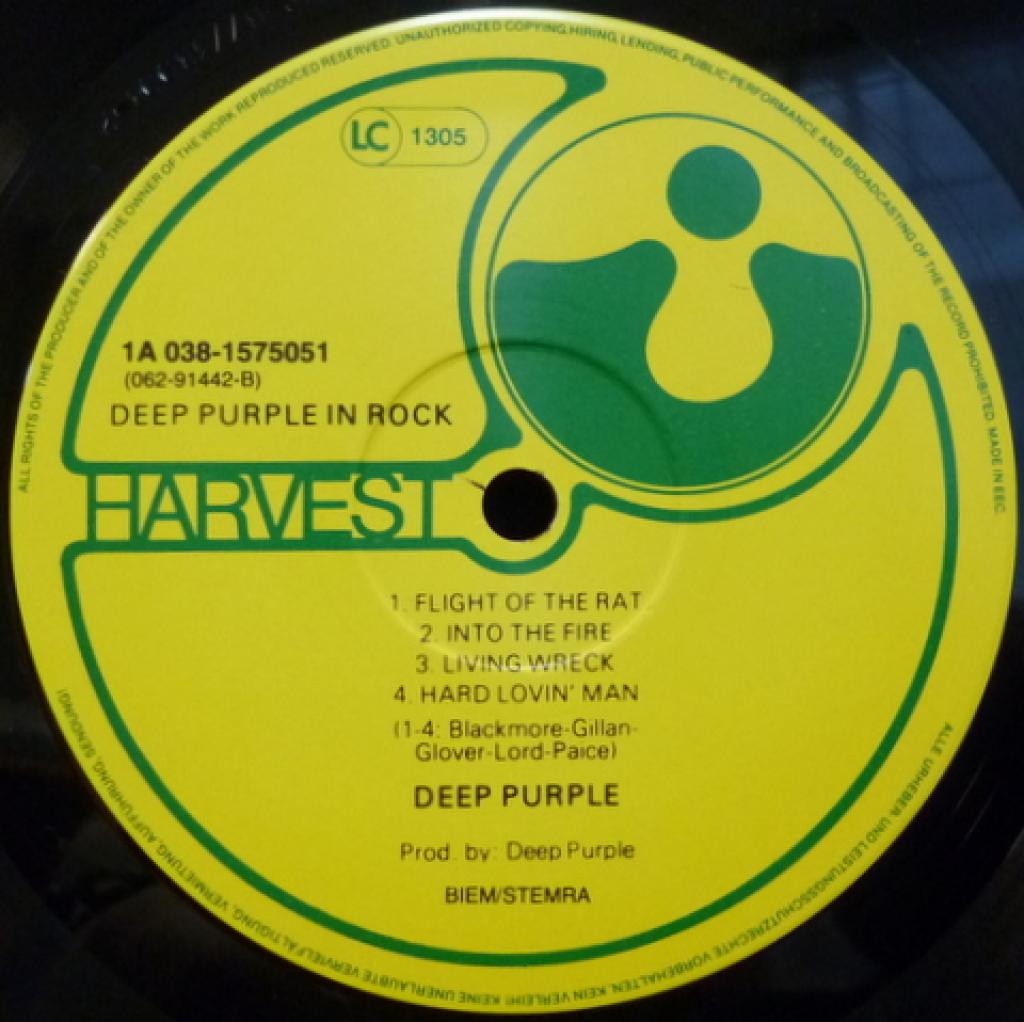 ALL RIGHTS OF THE PRODUCER AND OF THE OWNER OF THE WORK REPRODUCED RESERVED. UNAUTHORIZED COPYING, HIRING, LENDING, PUBLIC PERFORMANCE AND BROADCASTING OF THE RECORD PROHIBITED. MADE IN EEC.
LC 1305
1A 038-1575051
(062-91442-B)
DEEP PURPLE IN ROCK
HARVEST
1. FLIGHT OF THE RAT
2. INTO THE FIRE
3. LIVING WRECK
4. HARD LOVIN' MAN
(1-4: Blackmore-Gillan-
Glover-Lord-Paice)
DEEP PURPLE
Prod. by: Deep Purple
BIEM/STEMRA
ALLE URHEBER- UND LEISTUNGSSCHUTZRECHTE VORBEHALTEN. KEIN VERLEIH! KEINE UNERLAUBTE VERVIELFÄLTIGUNG, VERMIETUNG, AUFFÜHRUNG, SENDUNG!